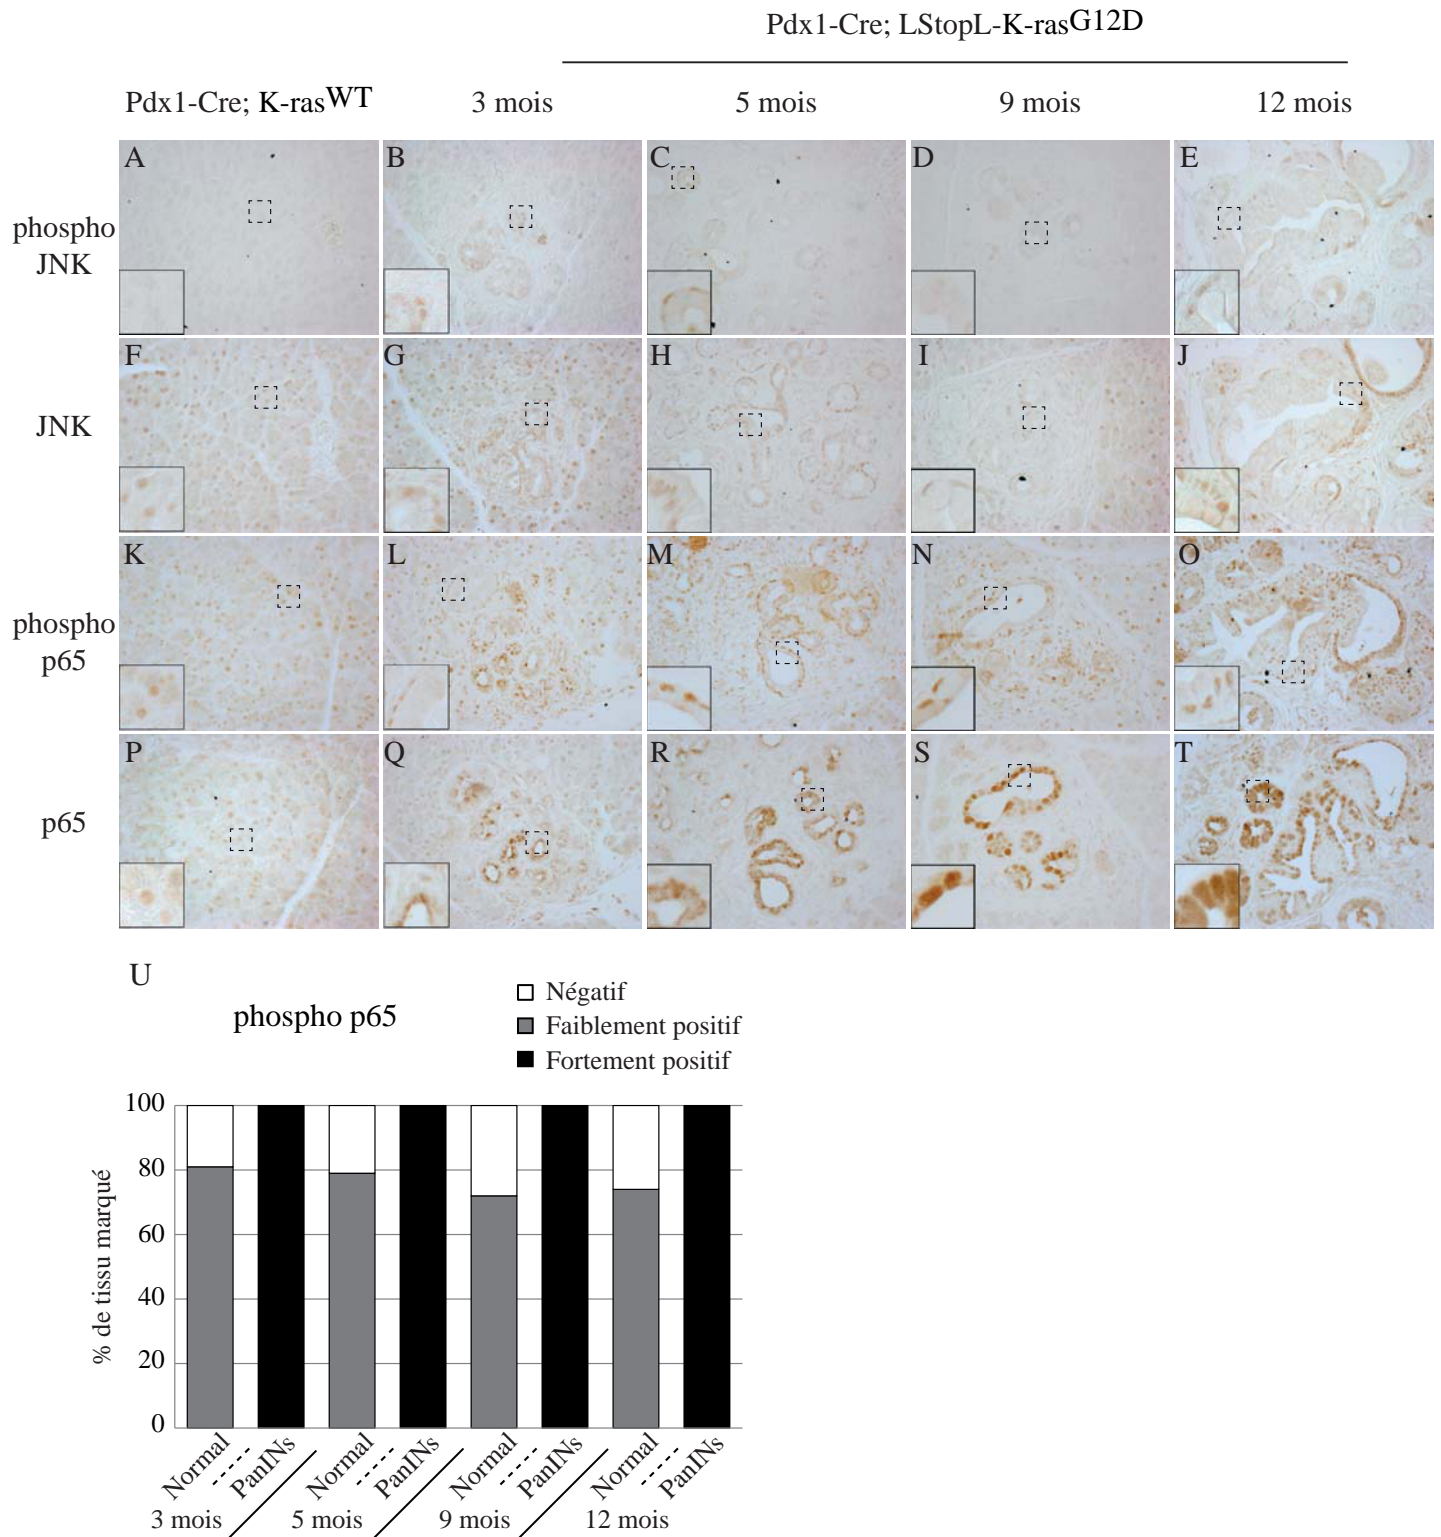 Pdx1-Cre; LStopL-K-rasG12D
Pdx1-Cre; K-rasWT 3 mois 5 mois 9 mois 12 mois
A B C D E
phospho JNK
F G H I J
JNK
K L M N O
phospho p65
P Q R S T
p65
U
phospho p65
Négatif
Faiblement positif
Fortement positif
% de tissu marqué
100
80
60
40
20
0
Normal PanINs Normal PanINs Normal PanINs Normal PanINs
3 mois 5 mois 9 mois 12 mois